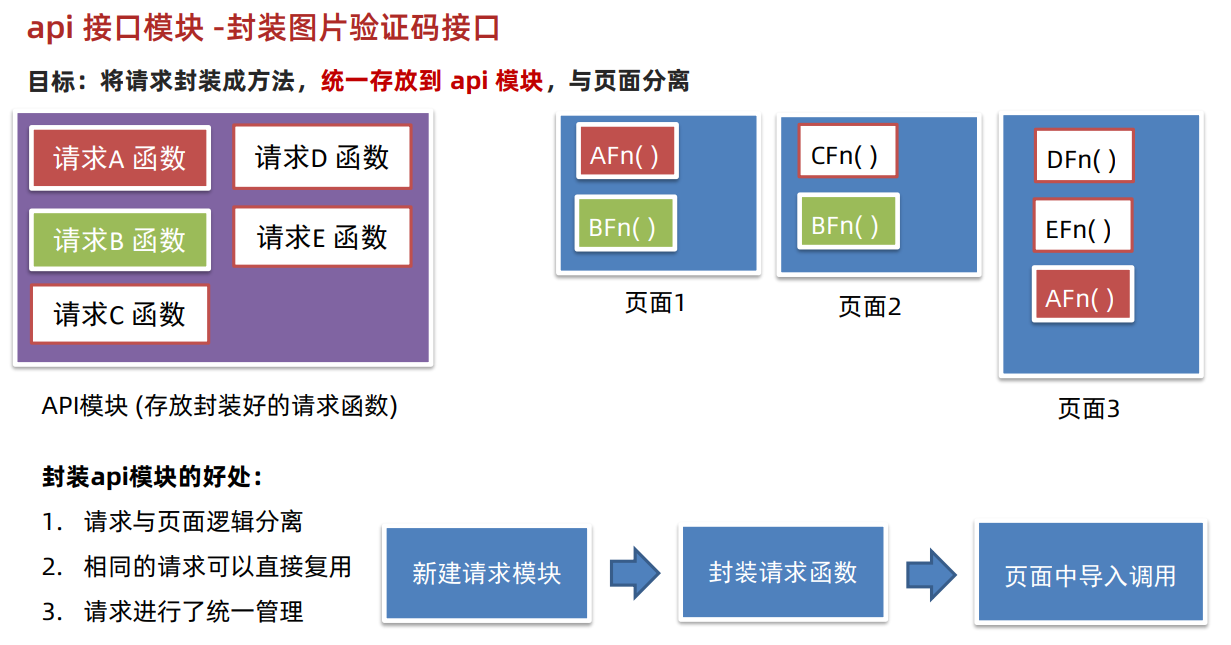 api 接口模块 -封装图片验证码接口
目标：将请求封装成方法，统一存放到 api 模块，与页面分离
请求A 函数
请求D 函数
请求B 函数
请求E 函数
请求C 函数
API模块 (存放封装好的请求函数)
AFn( )
BFn( )
页面1
CFn( )
BFn( )
页面2
DFn( )
EFn( )
AFn( )
页面3
封装api模块的好处：
1. 请求与页面逻辑分离
2. 相同的请求可以直接复用
3. 请求进行了统一管理
新建请求模块
封装请求函数
页面中导入调用